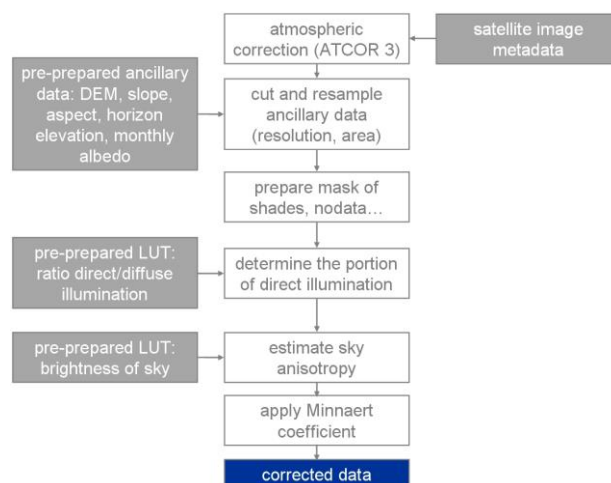 atmospheric
correction (ATCOR 3)
satellite image
metadata
pre-prepared ancillary
data: DEM, slope,
aspect, horizon
elevation, monthly
albedo
cut and resample
ancillary data
(resolution, area)
prepare mask of
shades, nodata...
pre-prepared LUT:
ratio direct/diffuse
illumination
determine the portion
of direct illumination
pre-prepared LUT:
brightness of sky
estimate sky
anisotropy
apply Minnaert
coefficient
corrected data